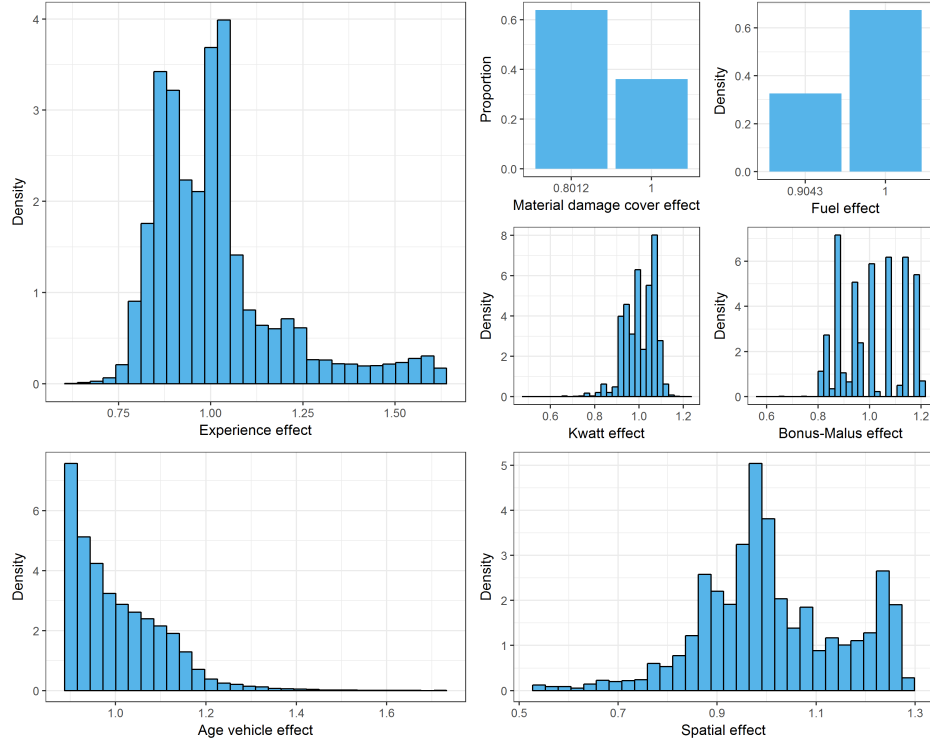 4
3
2
1
0
Density
0.75 1.00 1.25 1.50
Experience effect
0.6
0.4
0.2
0.0
Proportion
0.8012 1
Material damage cover effect
0.6
0.4
0.2
0.0
Density
0.9043 1
Fuel effect
8
6
4
2
0
Density
0.6 0.8 1.0 1.2
Kwatt effect
6
4
2
0
Density
0.6 0.8 1.0 1.2
Bonus-Malus effect
6
4
2
0
Density
1.0 1.2 1.4 1.6
Age vehicle effect
5
4
3
2
1
0
Density
0.5 0.7 0.9 1.1 1.3
Spatial effect